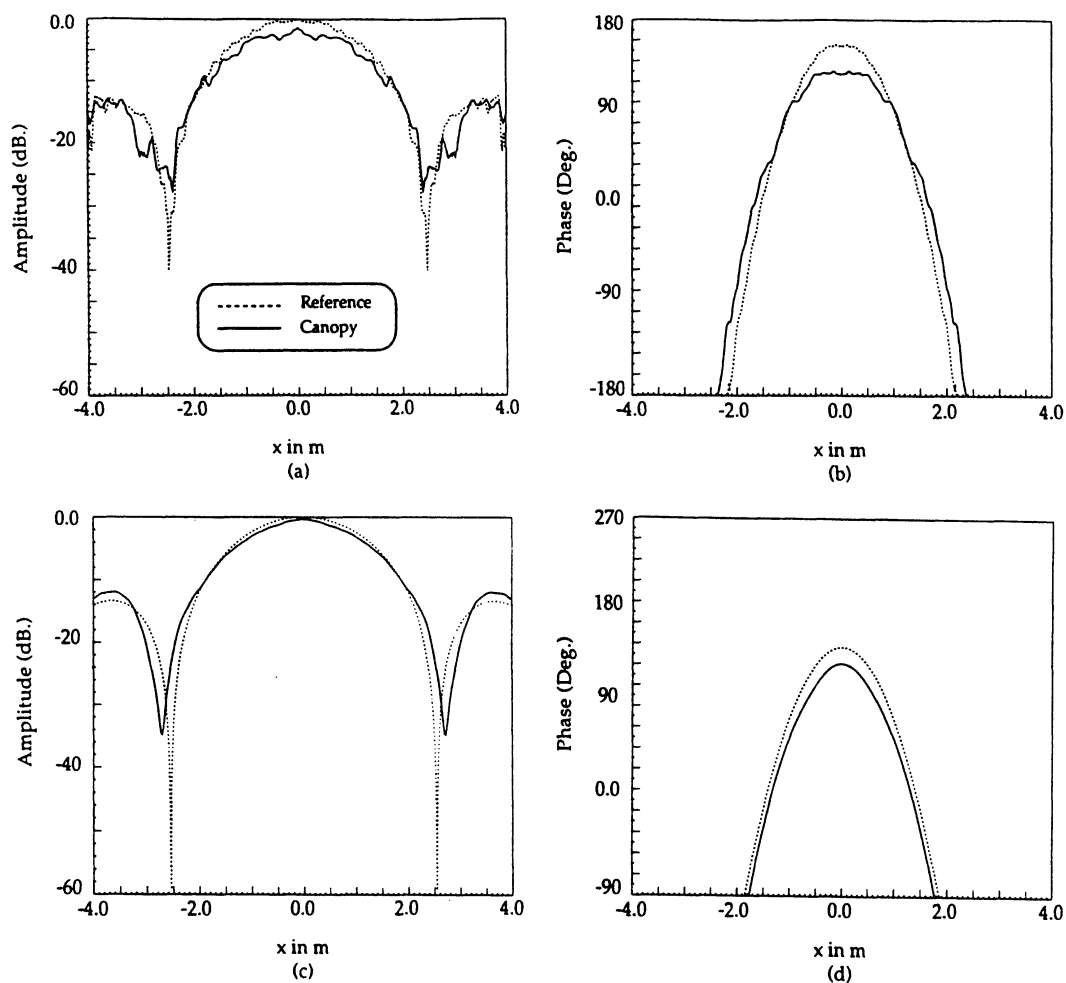 0.0
-20
-40
-60
Amplitude (dB.)
Reference
Canopy
-4.0 -2.0 0.0 2.0 4.0
x in m
(a)
180
90
0.0
-90
-180
Phase (Deg.)
-4.0 -2.0 0.0 2.0 4.0
x in m
(b)
0.0
-20
-40
-60
Amplitude (dB.)
-4.0 -2.0 0.0 2.0 4.0
x in m
(c)
270
180
90
0.0
-90
Phase (Deg.)
-4.0 -2.0 0.0 2.0 4.0
x in m
(d)